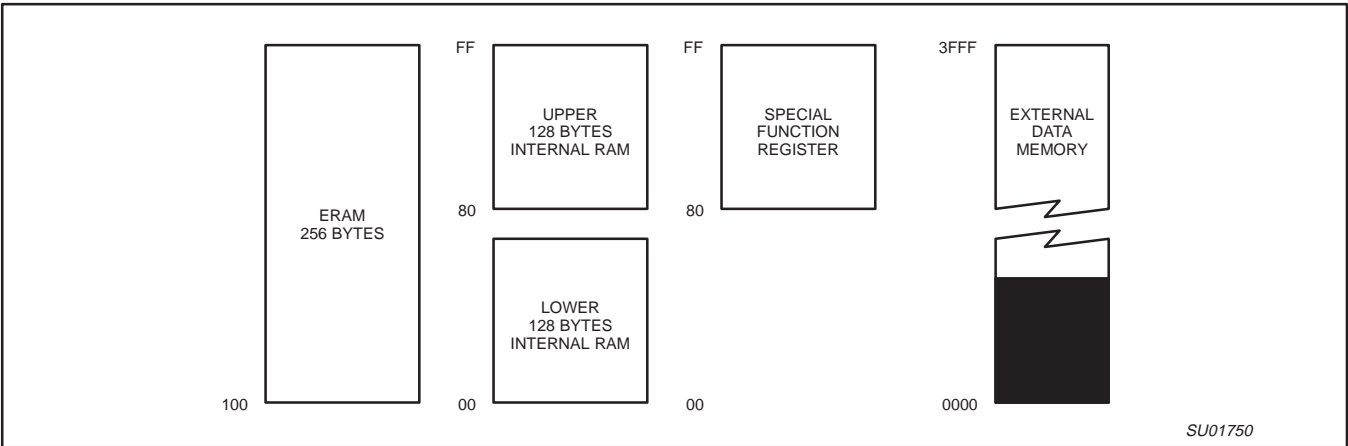 FF
FF
3FFF
UPPER
128 BYTES
INTERNAL RAM
SPECIAL
FUNCTION
REGISTER
EXTERNAL
DATA
MEMORY
ERAM
256 BYTES
80
80
LOWER
128 BYTES
INTERNAL RAM
100
00
00
0000
SU01750